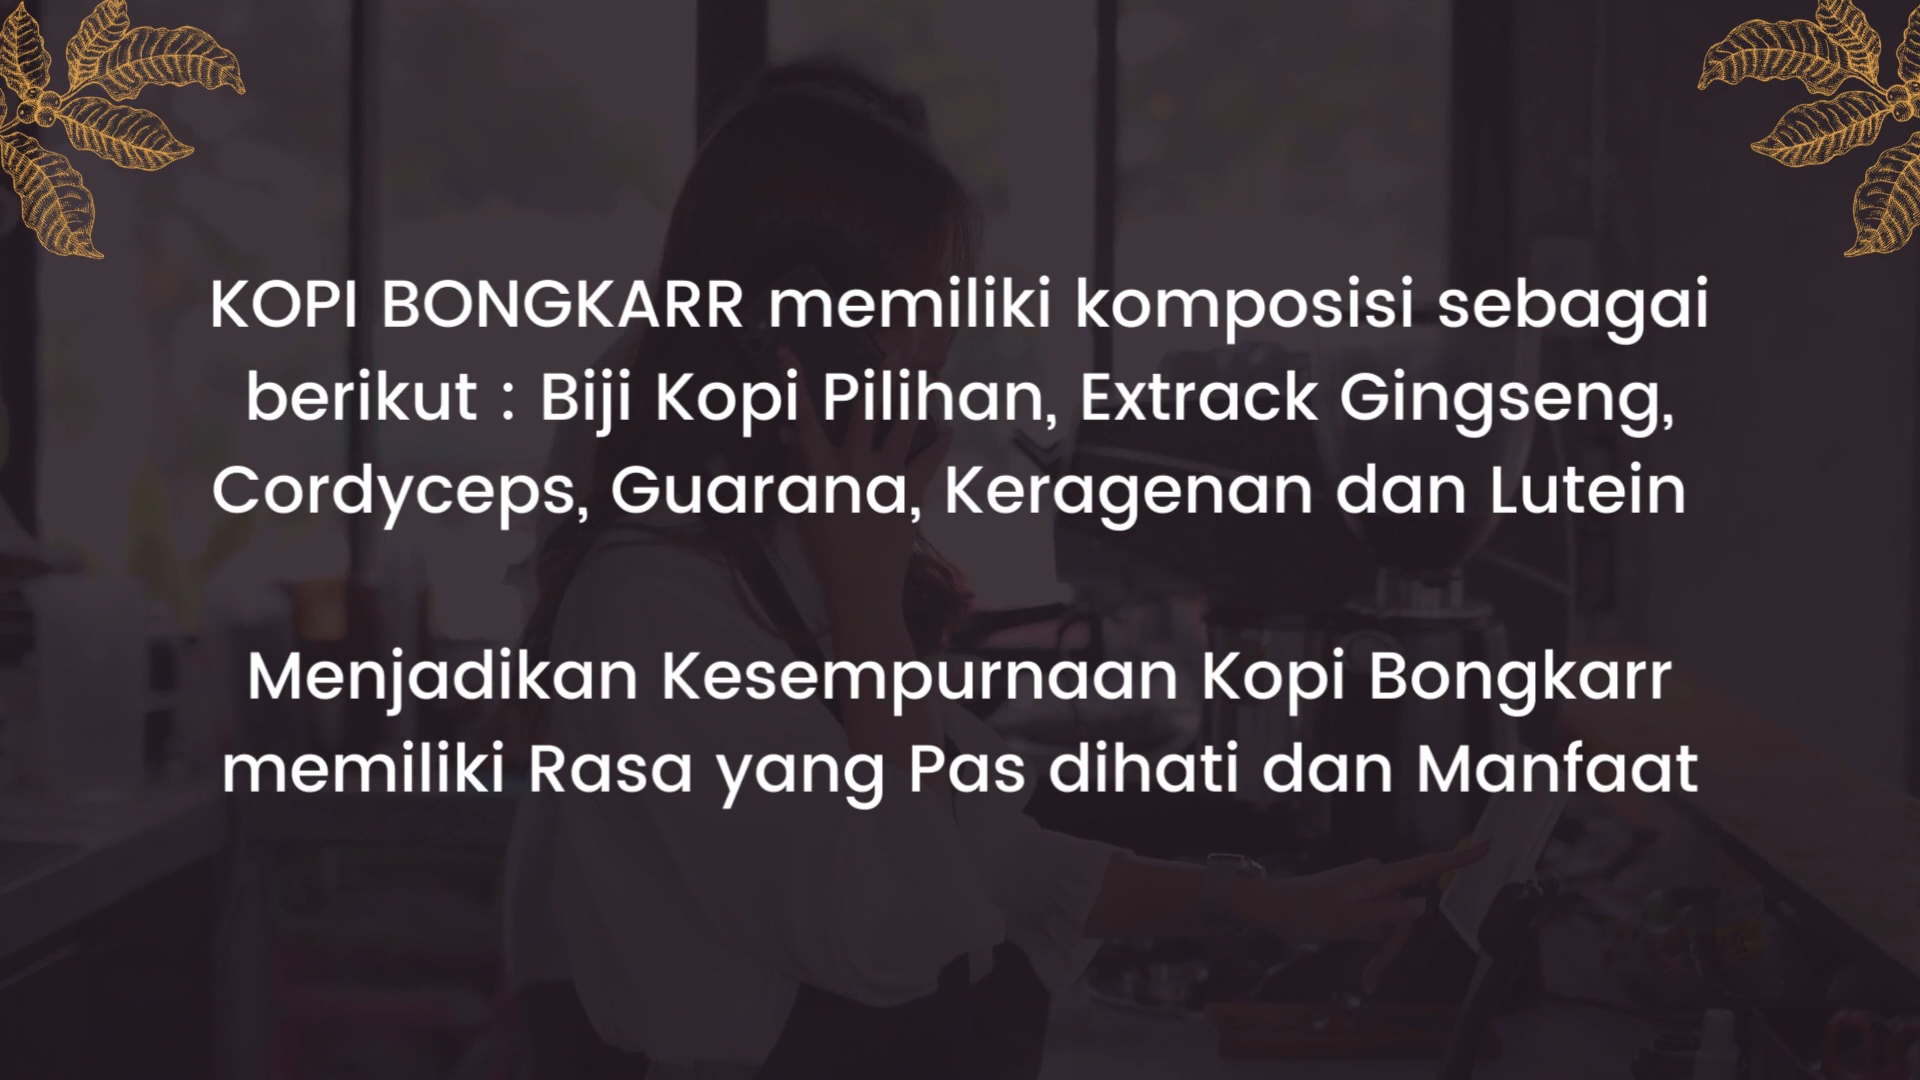 KOPI BONGKARR memiliki komposisi sebagai
berikut : Biji Kopi Pilihan, Extrack Gingseng,
Cordyceps, Guarana, Keragenan dan Lutein
Menjadikan Kesempurnaan Kopi Bongkarr
memiliki Rasa yang Pas dihati dan Manfaat